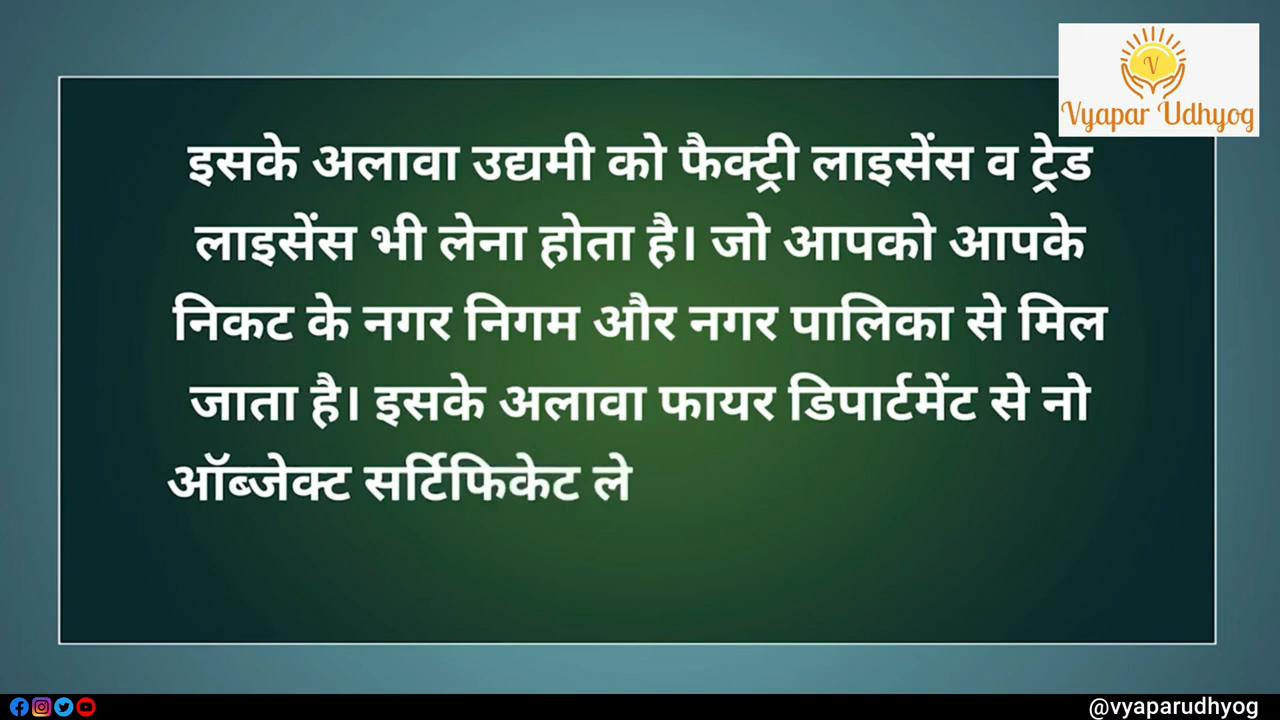 V
Vyapar Udhyog
इसके अलावा उद्यमी को फैक्ट्री लाइसेंस व ट्रेड
लाइसेंस भी लेना होता है। जो आपको आपके
निकट के नगर निगम और नगर पालिका से मिल
जाता है। इसके अलावा फायर डिपार्टमेंट से नो
ऑब्जेक्ट सर्टिफिकेट ले
@vyaparudhyog